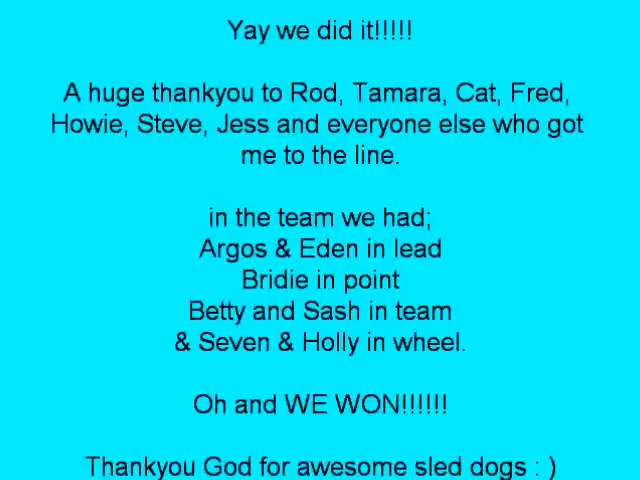 Yay we did it!!!!!
A huge thankyou to Rod, Tamara, Cat, Fred,
Howie, Steve, Jess and everyone else who got
me to the line.
in the team we had;
Argos & Eden in lead
Bridie in point
Betty and Sash in team
& Seven & Holly in wheel.
Oh and WE WON!!!!!!
Thankyou God for awesome sled dogs : )